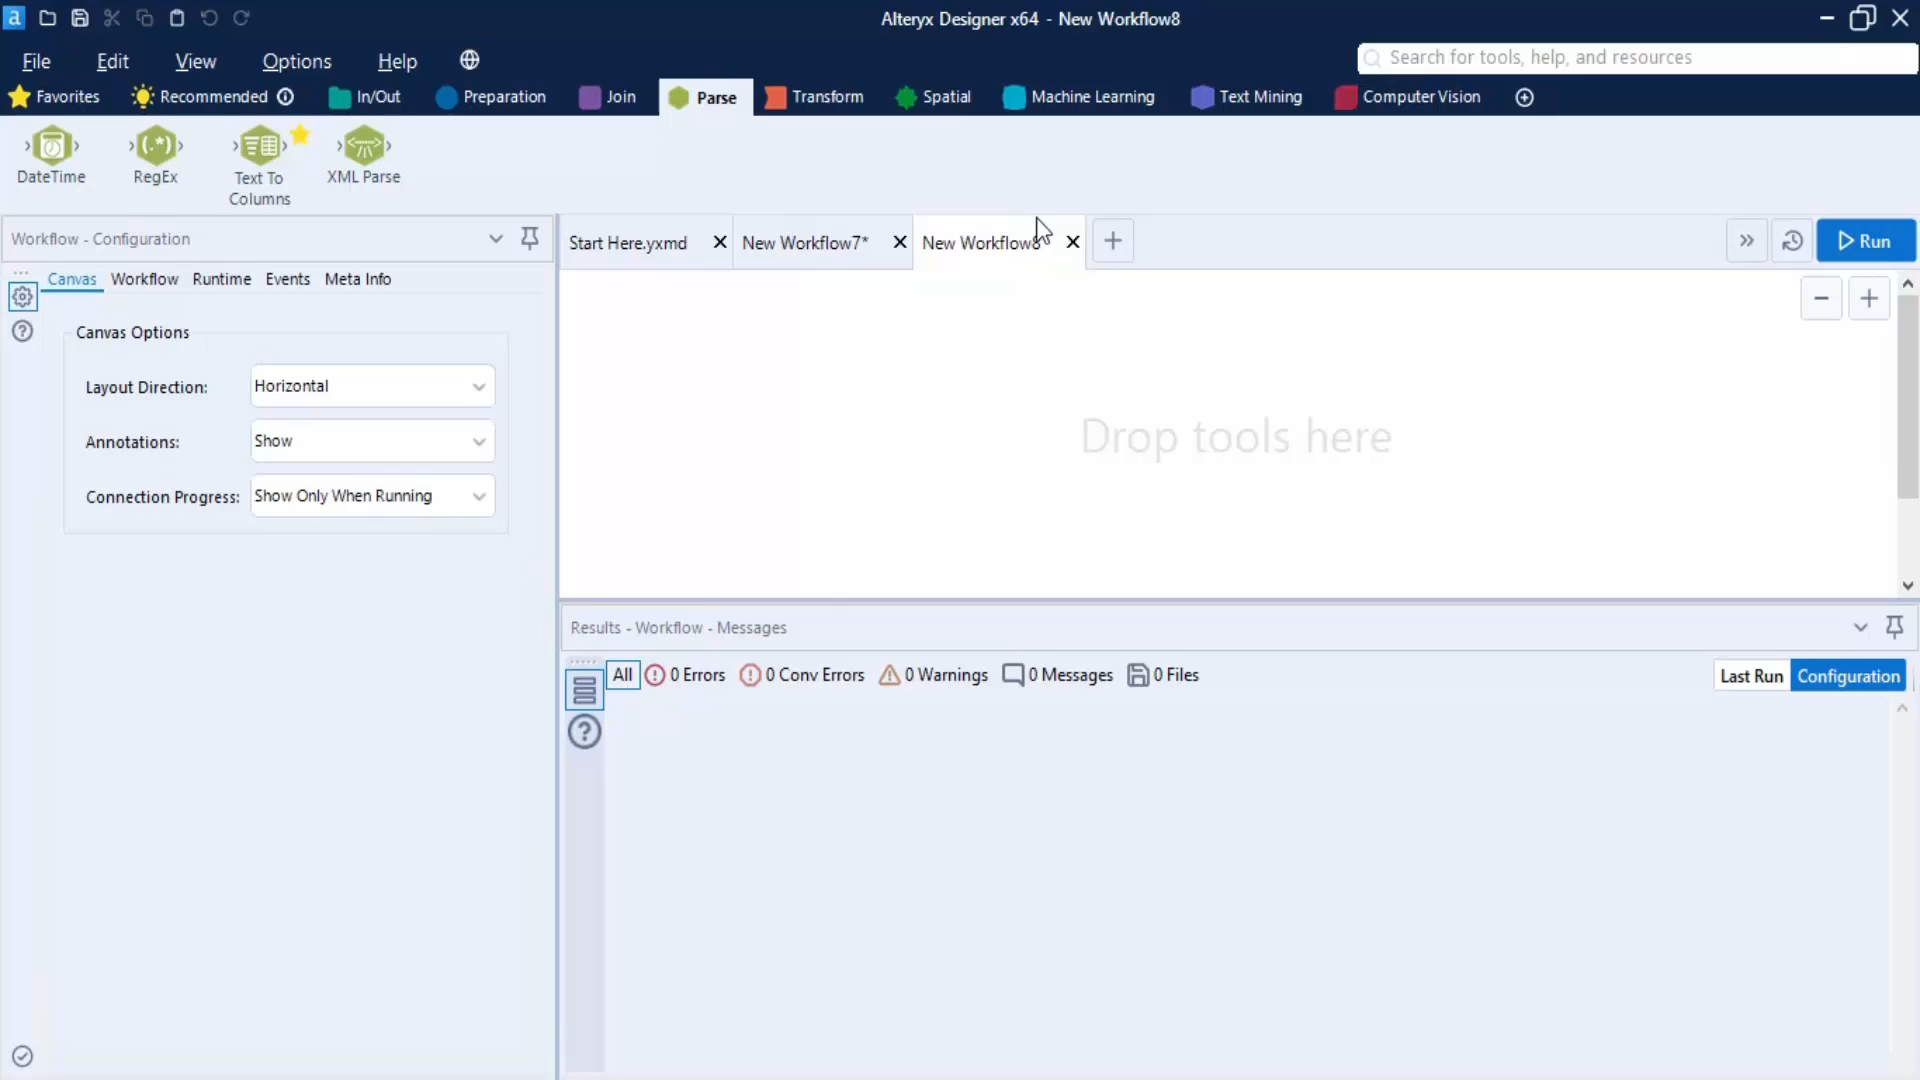 a
Alteryx Designer x64 - New Workflow8
File Edit View Options Help
Search for tools, help, and resources
Favorites Recommended In/Out Preparation Join Parse Transform Spatial Machine Learning Text Mining Computer Vision
DateTime RegEx Text To Columns XML Parse
Workflow - Configuration
Start Here.yxmd New Workflow7* New Workflow8 Run
Canvas Workflow Runtime Events Meta Info
Canvas Options
Layout Direction: Horizontal
Annotations: Show
Connection Progress: Show Only When Running
Drop tools here
Results - Workflow - Messages
All 0 Errors 0 Conv Errors 0 Warnings 0 Messages 0 Files Last Run Configuration